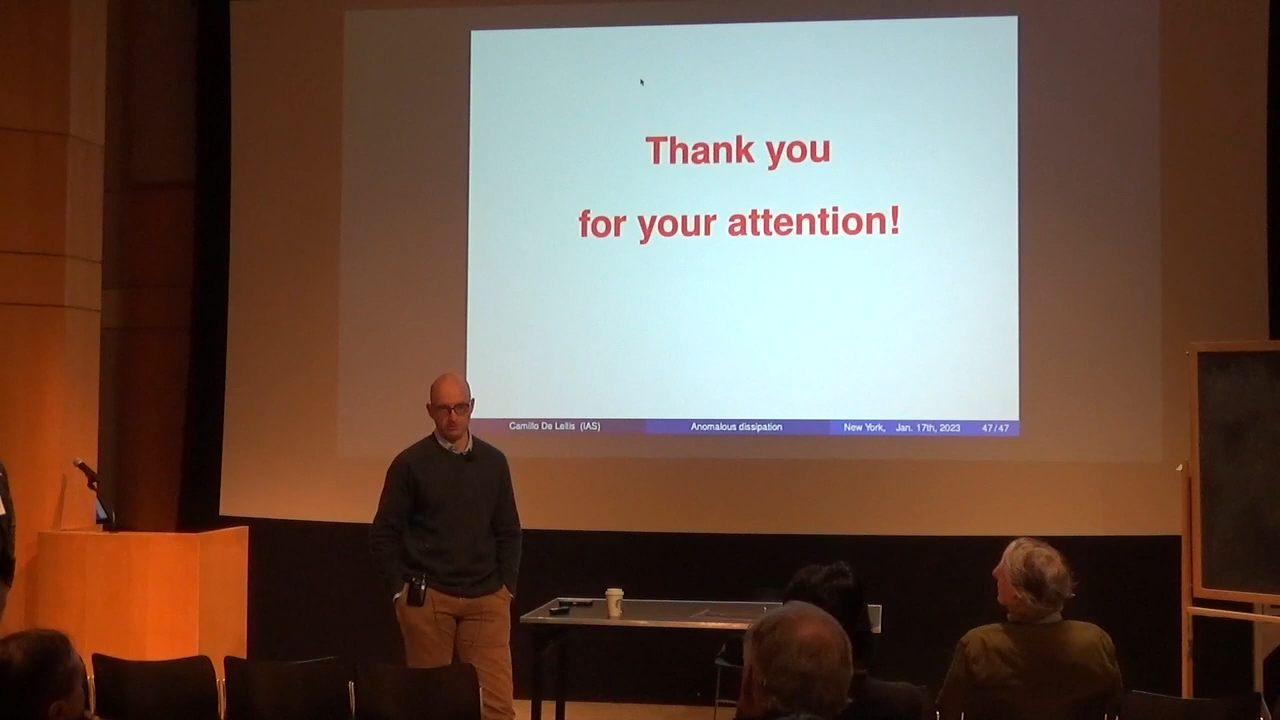 Thank you
for your attention!
Camillo De Lellis (IAS) Anomalous dissipation New York, Jan. 17th, 2023 47/47